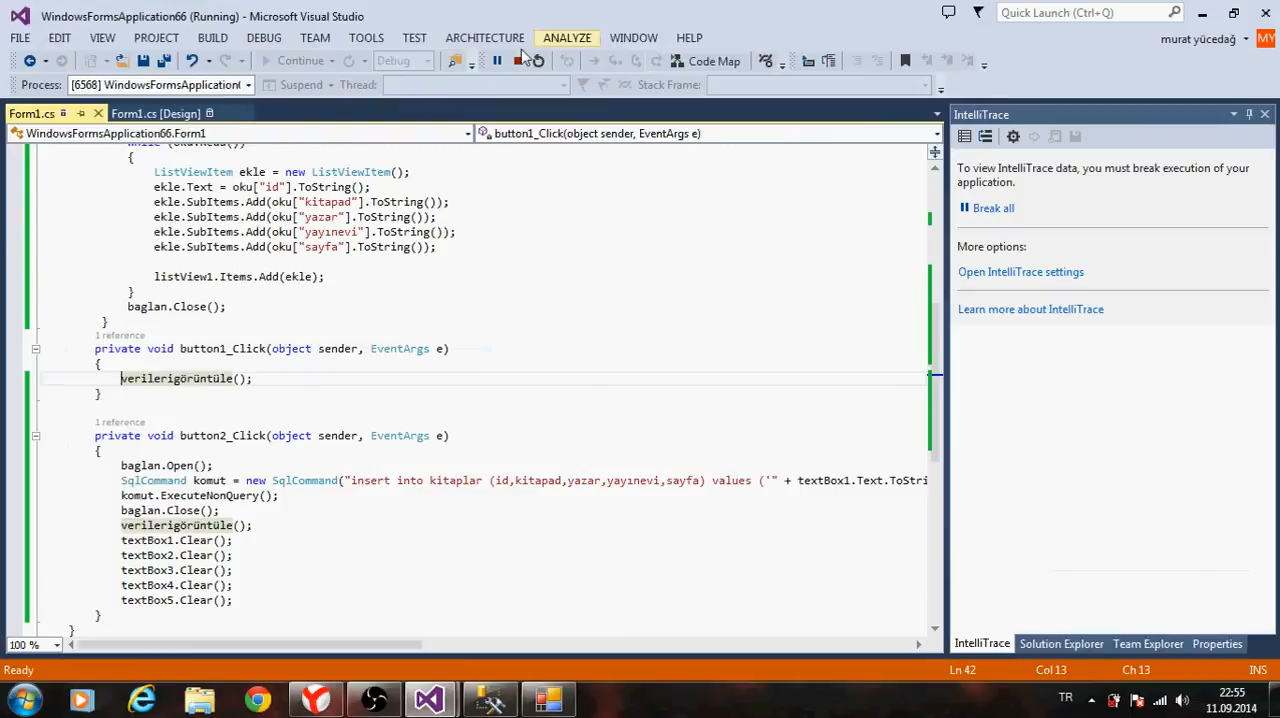 WindowsFormsApplication66 (Running) - Microsoft Visual Studio
Quick Launch (Ctrl+Q)
FILE EDIT VIEW PROJECT BUILD DEBUG TEAM TOOLS TEST ARCHITECTURE ANALYZE WINDOW HELP
murat yücedağ MY
Continue Debug Code Map
Process: [6568] WindowsFormsApplication( Suspend Thread: Stack Frame:
Form1.cs Form1.cs [Design]
WindowsFormsApplication66.Form1 button1_Click(object sender, EventArgs e)
while (oku.Read())
{
ListViewItem ekle = new ListViewItem();
ekle.Text = oku["id"].ToString();
ekle.SubItems.Add(oku["kitapad"].ToString());
ekle.SubItems.Add(oku["yazar"].ToString());
ekle.SubItems.Add(oku["yayınevi"].ToString());
ekle.SubItems.Add(oku["sayfa"].ToString());
listView1.Items.Add(ekle);
}
baglan.Close();
}
1 reference
private void button1_Click(object sender, EventArgs e)
{
verilerigörüntüle();
}
1 reference
private void button2_Click(object sender, EventArgs e)
{
baglan.Open();
SqlCommand komut = new SqlCommand("insert into kitaplar (id,kitapad,yazar,yayınevi,sayfa) values ('" + textBox1.Text.ToStri
komut.ExecuteNonQuery();
baglan.Close();
verilerigörüntüle();
textBox1.Clear();
textBox2.Clear();
textBox3.Clear();
textBox4.Clear();
textBox5.Clear();
}
}
100 %
IntelliTrace
To view IntelliTrace data, you must break execution of your
application.
Break all
More options:
Open IntelliTrace settings
Learn more about IntelliTrace
IntelliTrace Solution Explorer Team Explorer Properties
Ready Ln 42 Col 13 Ch 13 INS
TR
22:55
11.09.2014